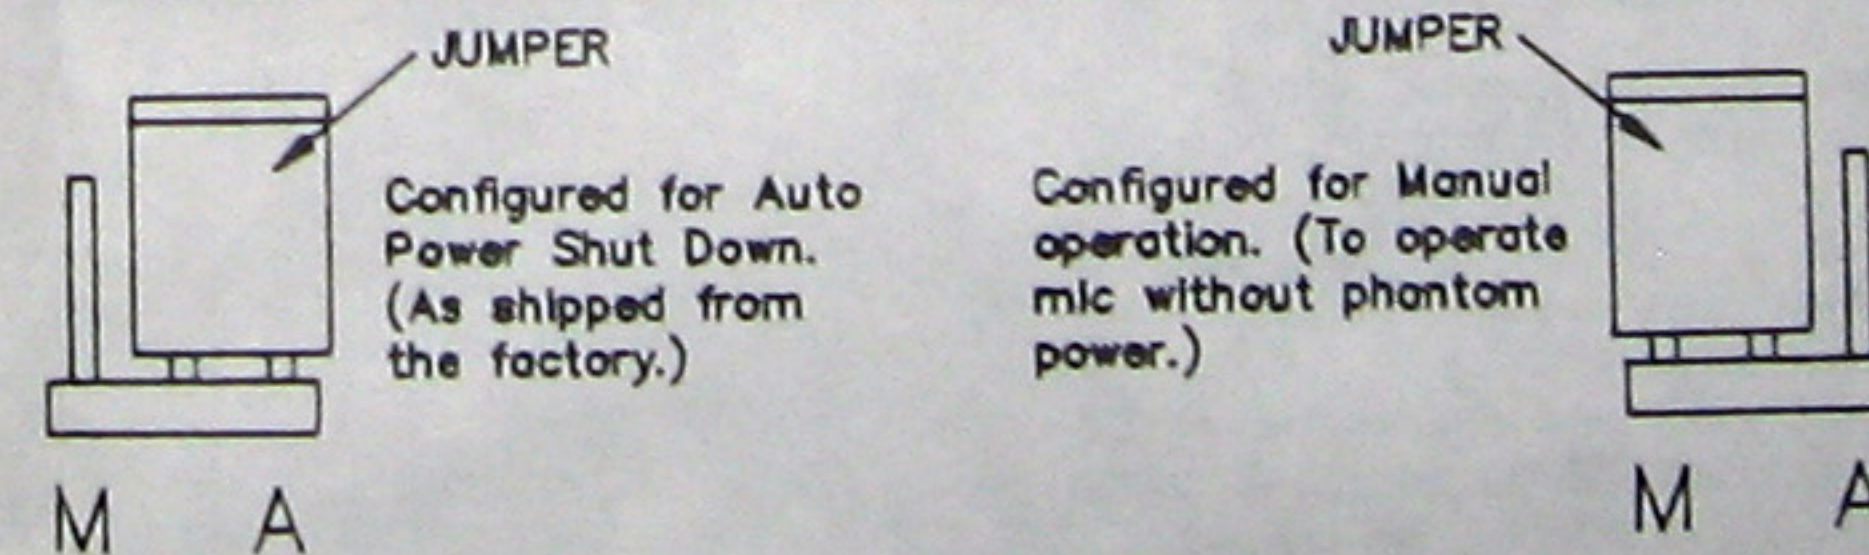 JUMPER
Configured for Auto
Power Shut Down.
(As shipped from
the factory.)
M A
JUMPER
Configured for Manual
operation. (To operate
mic without phantom
power.)
M A